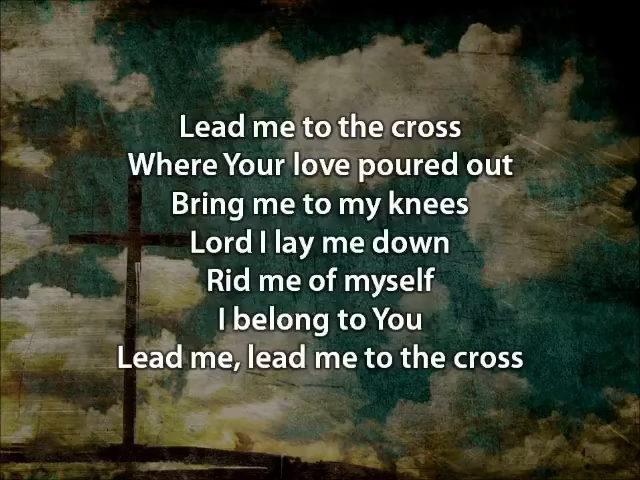 Lead me to the cross
Where Your love poured out
Bring me to my knees
Lord I lay me down
Rid me of myself
I belong to You
Lead me, lead me to the cross